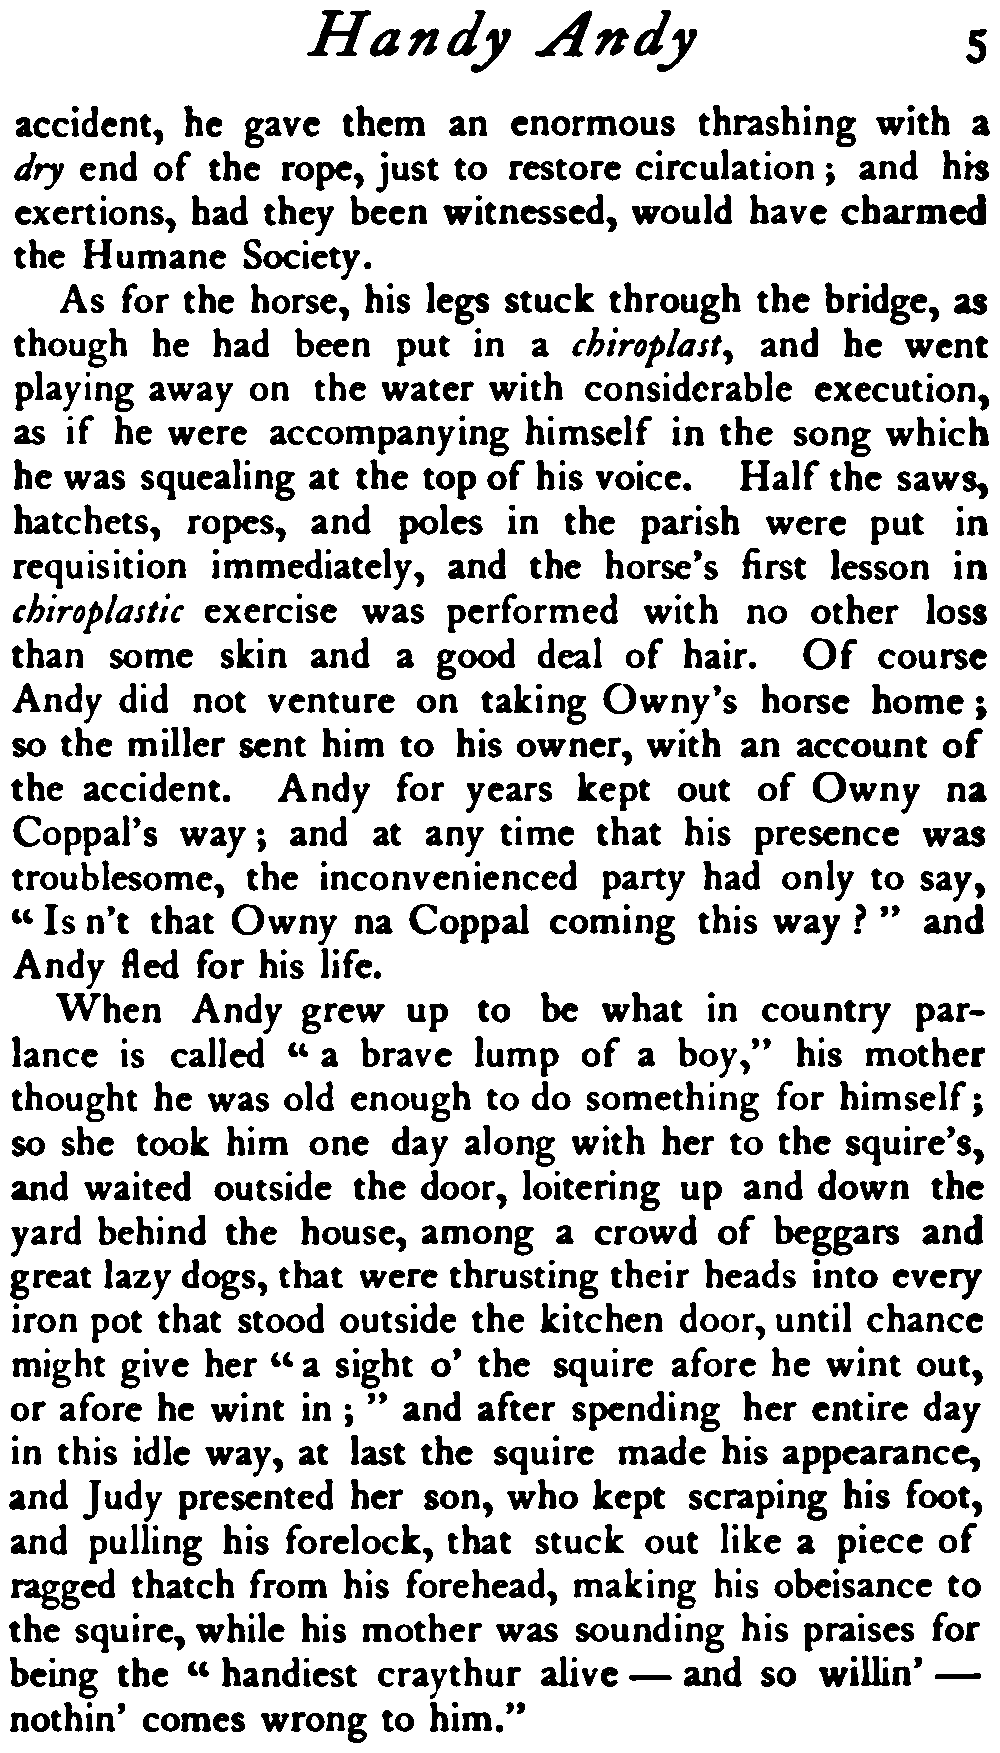 Handy Andy 5
accident, he gave them an enormous thrashing with a
dry end of the rope, just to restore circulation ; and his
exertions, had they been witnessed, would have charmed
the Humane Society.
As for the horse, his legs stuck through the bridge, as
though he had been put in a chiroplast, and he went
playing away on the water with considerable execution,
as if he were accompanying himself in the song which
he was squealing at the top of his voice. Half the saws,
hatchets, ropes, and poles in the parish were put in
requisition immediately, and the horse's first lesson in
chiroplastic exercise was performed with no other loss
than some skin and a good deal of hair. Of course
Andy did not venture on taking Owny's horse home ;
so the miller sent him to his owner, with an account of
the accident. Andy for years kept out of Owny na
Coppal's way ; and at any time that his presence was
troublesome, the inconvenienced party had only to say,
“ Is n't that Owny na Coppal coming this way ? ” and
Andy fled for his life.
When Andy grew up to be what in country par-
lance is called “ a brave lump of a boy,” his mother
thought he was old enough to do something for himself ;
so she took him one day along with her to the squire's,
and waited outside the door, loitering up and down the
yard behind the house, among a crowd of beggars and
great lazy dogs, that were thrusting their heads into every
iron pot that stood outside the kitchen door, until chance
might give her “ a sight o' the squire afore he wint out,
or afore he wint in ; ” and after spending her entire day
in this idle way, at last the squire made his appearance,
and Judy presented her son, who kept scraping his foot,
and pulling his forelock, that stuck out like a piece of
ragged thatch from his forehead, making his obeisance to
the squire, while his mother was sounding his praises for
being the “ handiest craythur alive — and so willin' —
nothin' comes wrong to him.”